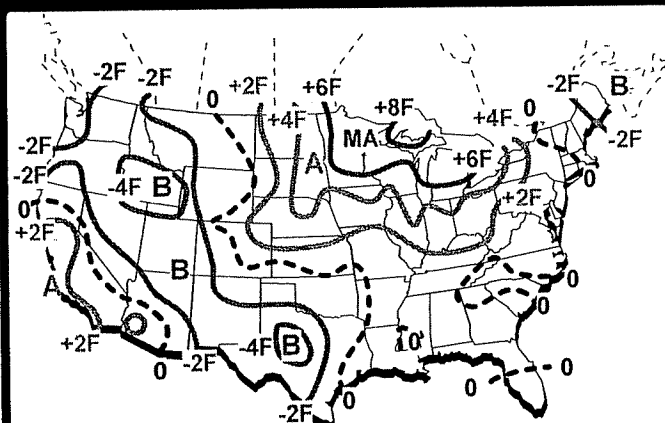 -2F -2F +2F +6F -2F B
0 +4F +8F +4F 0
-2F MA -2F
A +6F
-2F -4F B 0
0 +2F
+2F
B 0
A 0
10
+2F -4F B
0 -2F 0 0
-2F 0